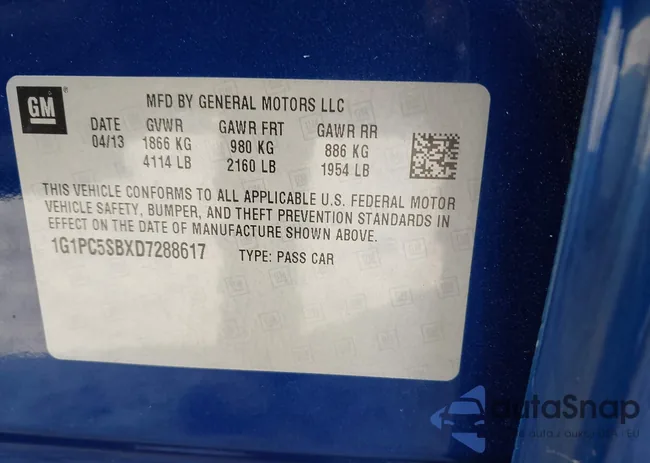 GM
MFD BY GENERAL MOTORS LLC
DATE GVWR GAWR FRT GAWR RR
04/13 1866 KG 980 KG 886 KG
4114 LB 2160 LB 1954 LB
THIS VEHICLE CONFORMS TO ALL APPLICABLE U.S. FEDERAL MOTOR
VEHICLE SAFETY, BUMPER, AND THEFT PREVENTION STANDARDS IN
EFFECT ON THE DATE OF MANUFACTURE SHOWN ABOVE.
1G1PC5SBXD7288617 TYPE: PASS CAR
autoSnap